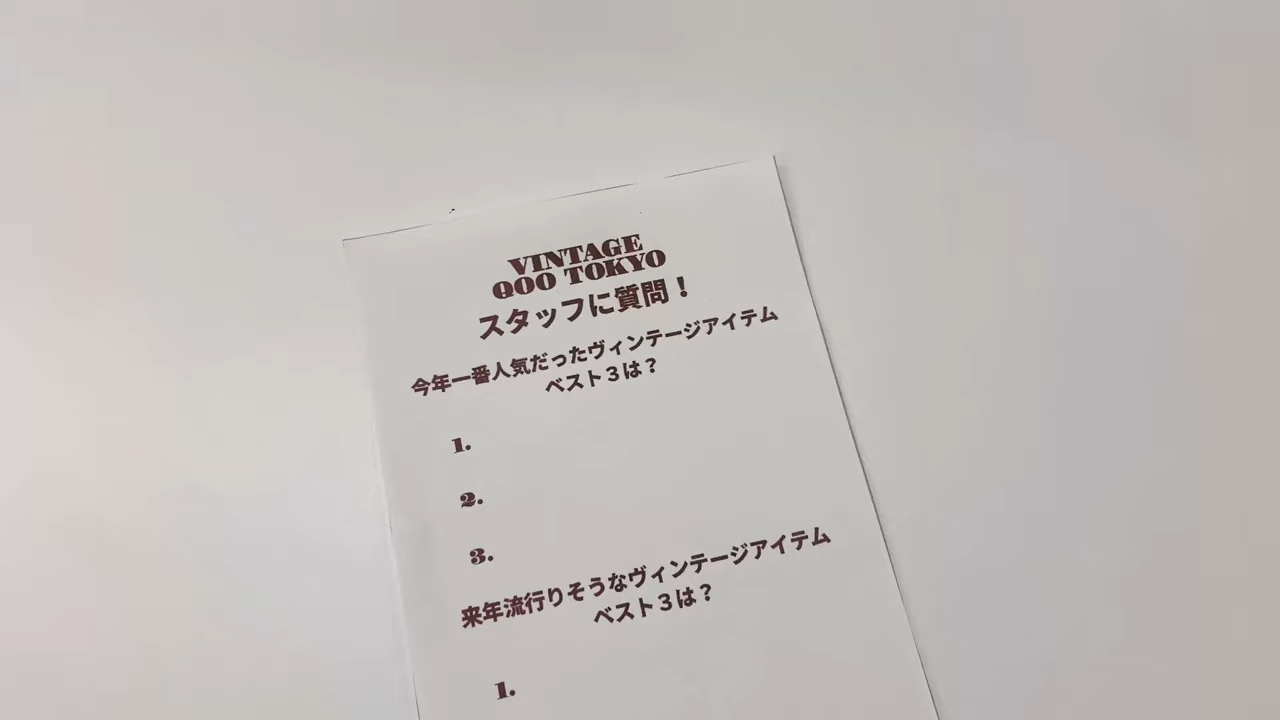 VINTAGE
QOO TOKYO
スタッフに質問！
今年一番人気だったヴィンテージアイテム
ベスト３は？
1.
2.
3.
来年流行りそうなヴィンテージアイテム
ベスト３は？
1.